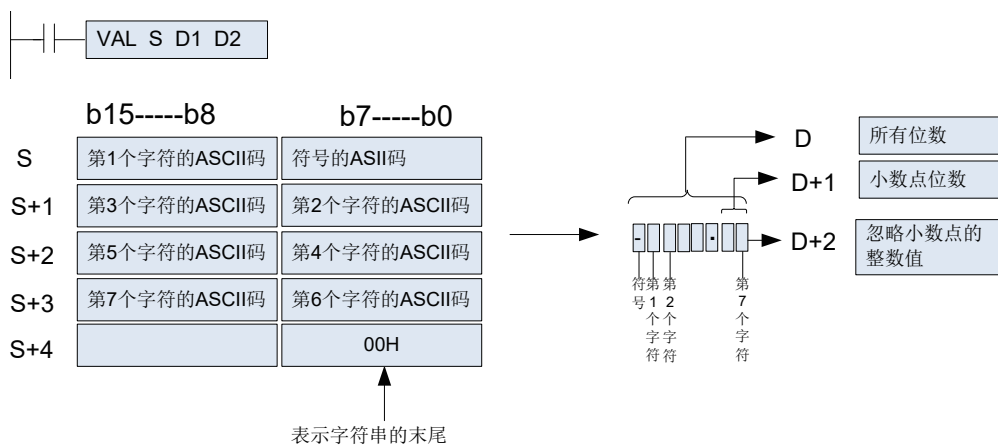 VAL S D1 D2
b15-----b8
b7-----b0
S
第1个字符的ASCII码
符号的ASII码
S+1
第3个字符的ASCII码
第2个字符的ASCII码
S+2
第5个字符的ASCII码
第4个字符的ASCII码
S+3
第7个字符的ASCII码
第6个字符的ASCII码
S+4
00H
表示字符串的末尾
D
所有位数
D+1
小数点位数
-
.
D+2
忽略小数点的
整数值
符号
第1个字符
第2个字符
第7个字符